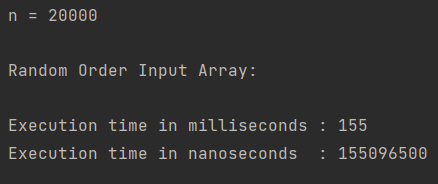 n = 20000
Random Order Input Array:
Execution time in milliseconds : 155
Execution time in nanoseconds  : 155096500